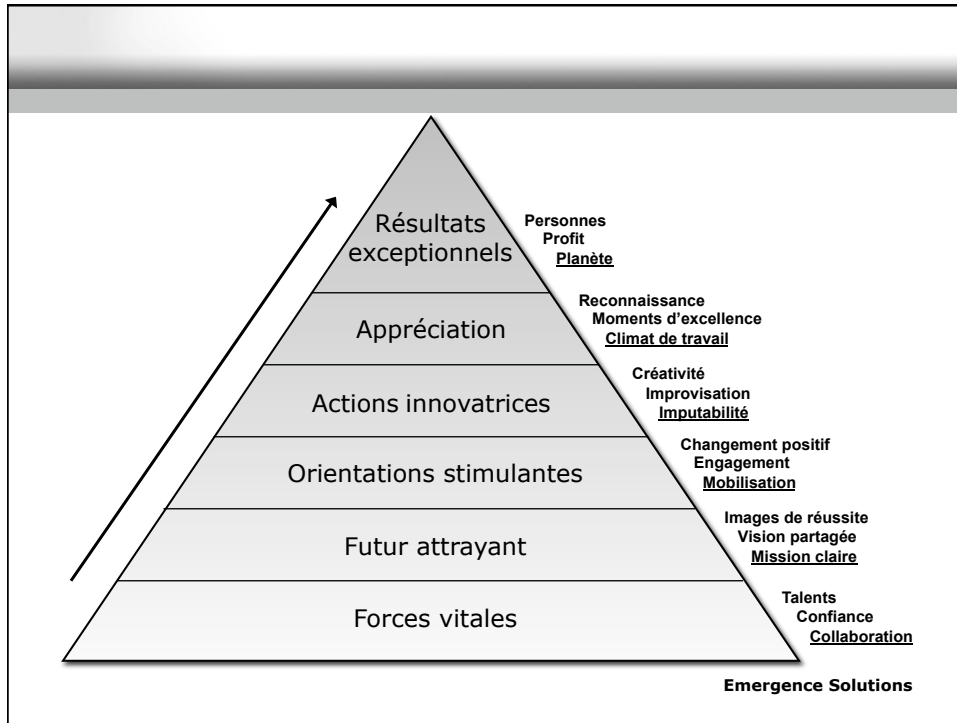 Résultats
exceptionnels
Personnes
Profit
Planète
Appréciation
Reconnaissance
Moments d’excellence
Climat de travail
Actions innovatrices
Créativité
Improvisation
Imputabilité
Orientations stimulantes
Changement positif
Engagement
Mobilisation
Futur attrayant
Images de réussite
Vision partagée
Mission claire
Forces vitales
Talents
Confiance
Collaboration
Emergence Solutions